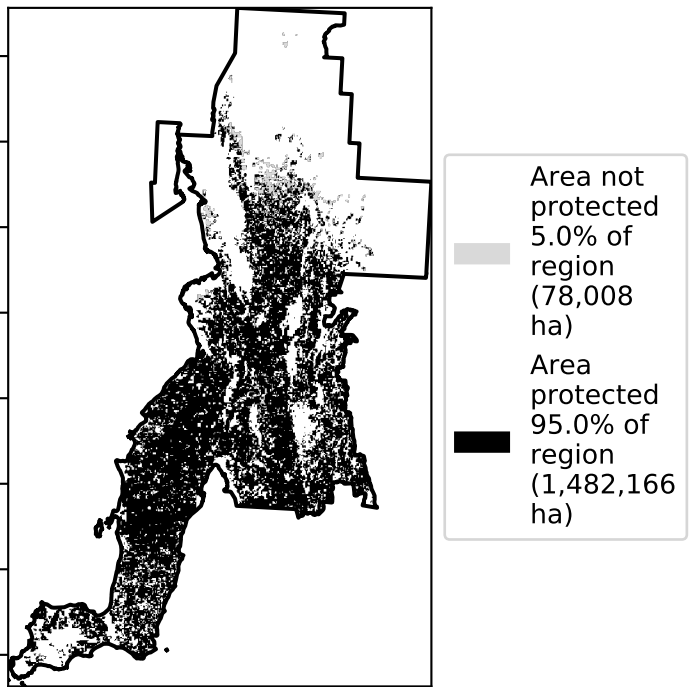 Area not
protected
5.0% of
region
(78,008
ha)
Area
protected
95.0% of
region
(1,482,166
ha)